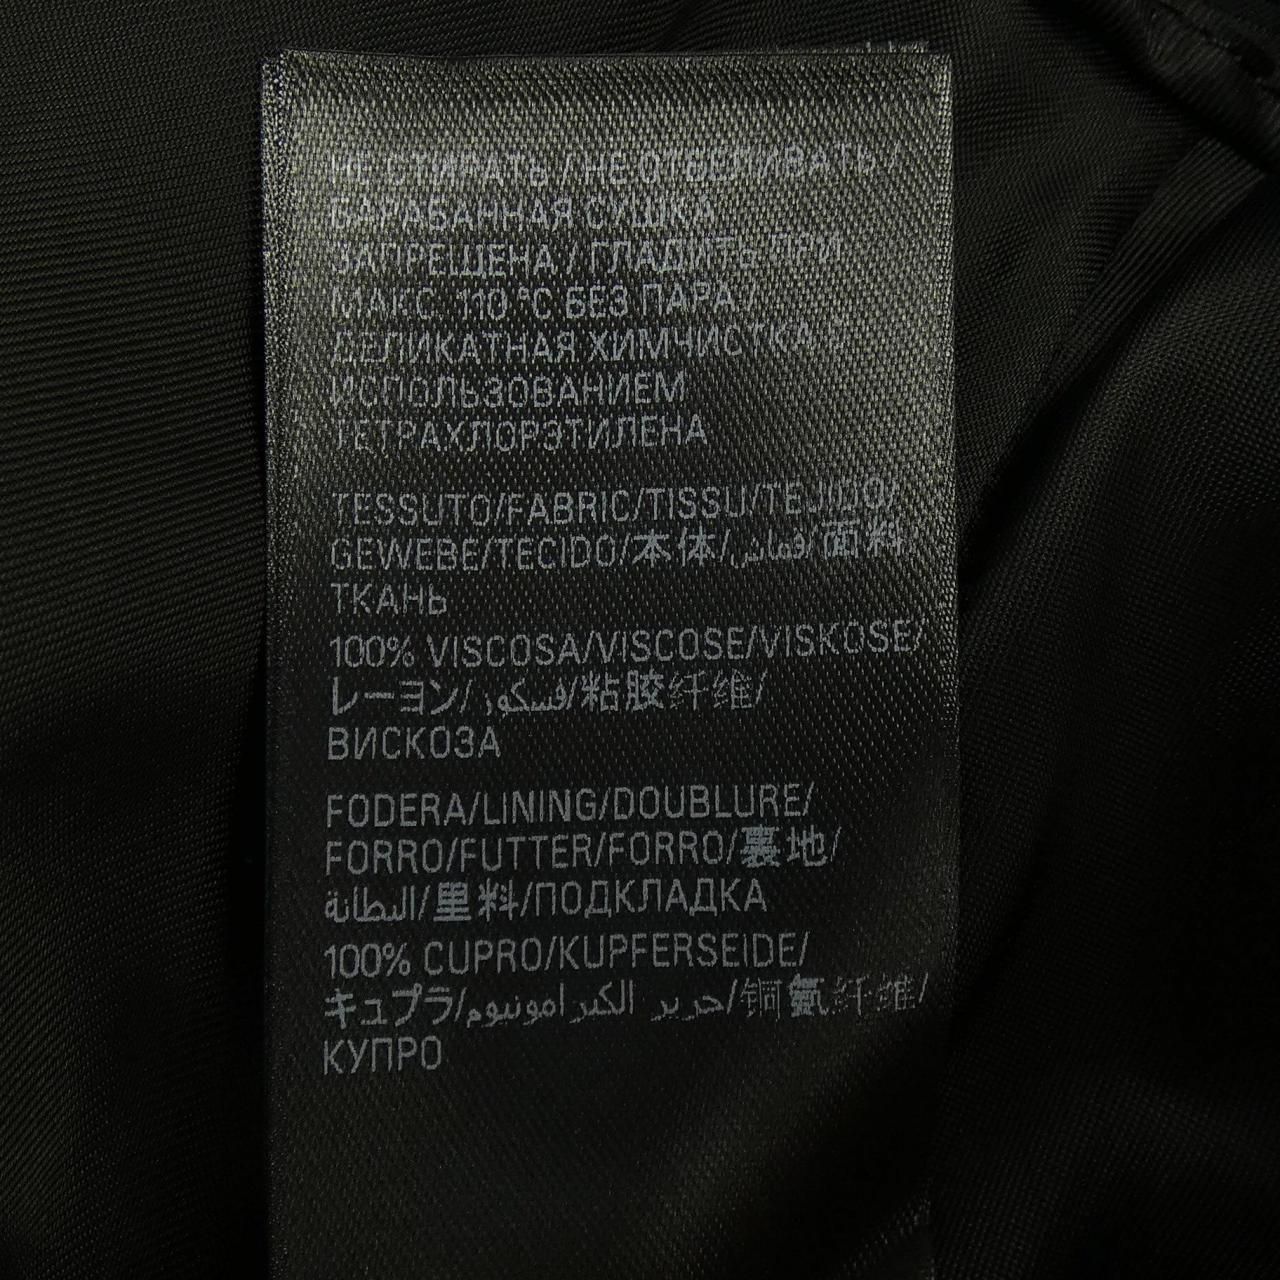 НЕ СТИРАТЬ / НЕ ОТБЕЛИВАТЬ /
БАРАБАННАЯ СУШКА
ЗАПРЕЩЕНА / ГЛАДИТЬ ПРИ
МАКС. 110 °C БЕЗ ПАРА /
ДЕЛИКАТНАЯ ХИМЧИСТКА С
ИСПОЛЬЗОВАНИЕМ
ТЕТРАХЛОРЭТИЛЕНА
TESSUTO/FABRIC/TISSU/TEJIDO/
GEWEBE/TECIDO/本体/قماش/面料/
ТКАНЬ
100% VISCOSA/VISCOSE/VISKOSE/
レーヨン/فسكوز/粘胶纤维/
ВИСКОЗА
FODERA/LINING/DOUBLURE/
FORRO/FUTTER/FORRO/裏地/
البطانة/里料/ПОДКЛАДКА
100% CUPRO/KUPFERSEIDE/
キュプラ/حرير الكبرامونيوم/铜氨纤维/
КУПРО